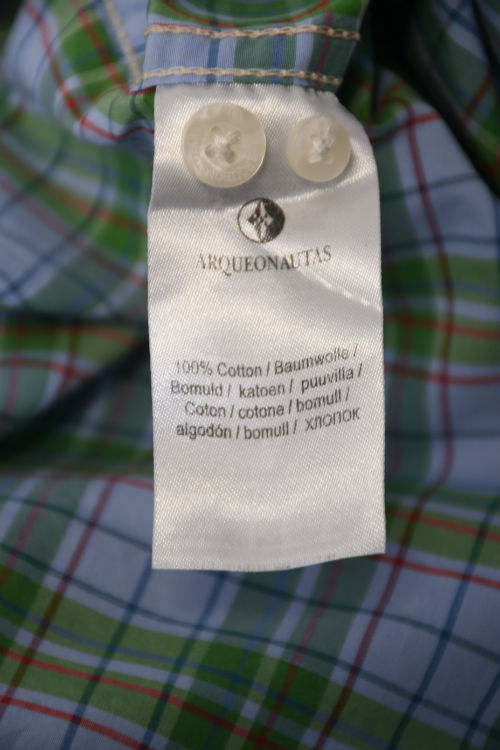 ARQUEONAUTAS
100% Cotton / Baumwolle /
Bomuld / katoen / puuvilla /
Coton / cotone / bomull /
algodón / bomull / хлопок